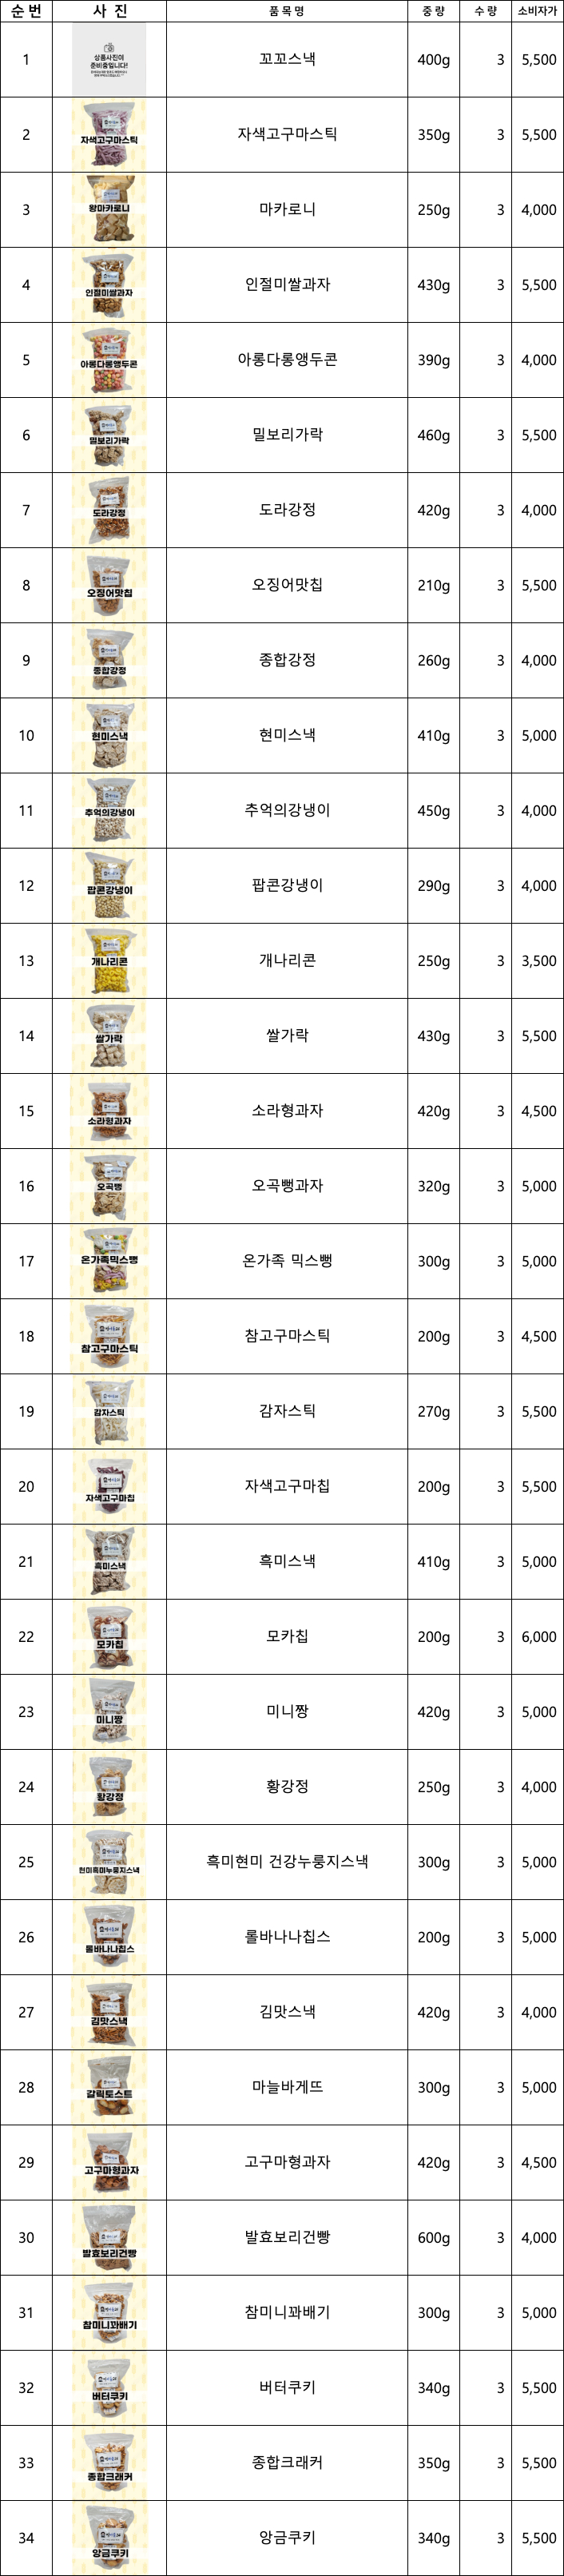 순 번 사 진 품 목 명 중 량 수 량 소비자가
1 상품사진이 준비중입니다! 꼬꼬스낵 400g 3 5,500
2 자색고구마스틱 자색고구마스틱 350g 3 5,500
3 왕마카로니 마카로니 250g 3 4,000
4 인절미쌀과자 인절미쌀과자 430g 3 5,500
5 아롱다롱앵두콘 아롱다롱앵두콘 390g 3 4,000
6 밀보리가락 밀보리가락 460g 3 5,500
7 도라강정 도라강정 420g 3 4,000
8 오징어맛칩 오징어맛칩 210g 3 5,500
9 종합강정 종합강정 260g 3 4,000
10 현미스낵 현미스낵 410g 3 5,000
11 추억의강냉이 추억의강냉이 450g 3 4,000
12 팝콘강냉이 팝콘강냉이 290g 3 4,000
13 개나리콘 개나리콘 250g 3 3,500
14 쌀가락 쌀가락 430g 3 5,500
15 소라형과자 소라형과자 420g 3 4,500
16 오곡뻥 오곡뻥과자 320g 3 5,000
17 온가족믹스뻥 온가족 믹스뻥 300g 3 5,000
18 참고구마스틱 참고구마스틱 200g 3 4,500
19 감자스틱 감자스틱 270g 3 5,500
20 자색고구마칩 자색고구마칩 200g 3 5,500
21 흑미스낵 흑미스낵 410g 3 5,000
22 모카칩 모카칩 200g 3 6,000
23 미니짱 미니짱 420g 3 5,000
24 황강정 황강정 250g 3 4,000
25 현미흑미누룽지스낵 흑미현미 건강누룽지스낵 300g 3 5,000
26 롤바나나칩스 롤바나나칩스 200g 3 5,000
27 김맛스낵 김맛스낵 420g 3 4,000
28 갈릭토스트 마늘바게뜨 300g 3 5,000
29 고구마형과자 고구마형과자 420g 3 4,500
30 발효보리건빵 발효보리건빵 600g 3 4,000
31 참미니꽈배기 참미니꽈배기 300g 3 5,000
32 버터쿠키 버터쿠키 340g 3 5,500
33 종합크래커 종합크래커 350g 3 5,500
34 앙금쿠키 앙금쿠키 340g 3 5,500